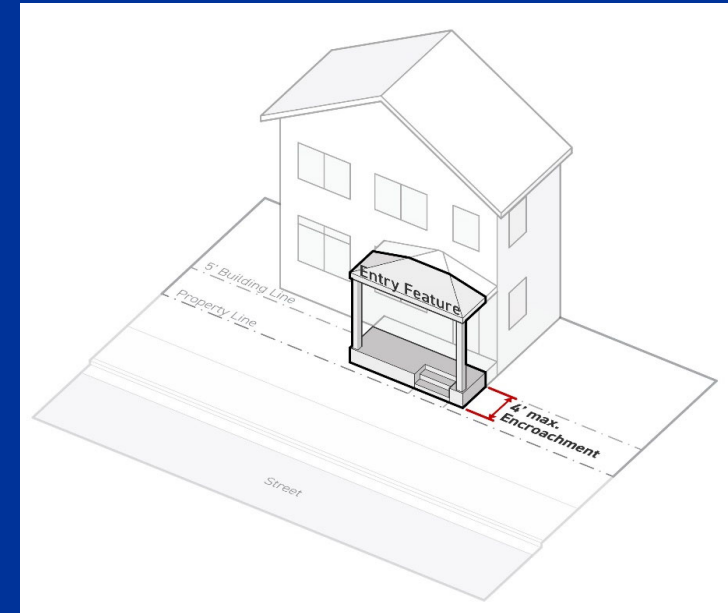 Entry Feature
5' Building Line
Property Line
4' max.
Encroachment
Street